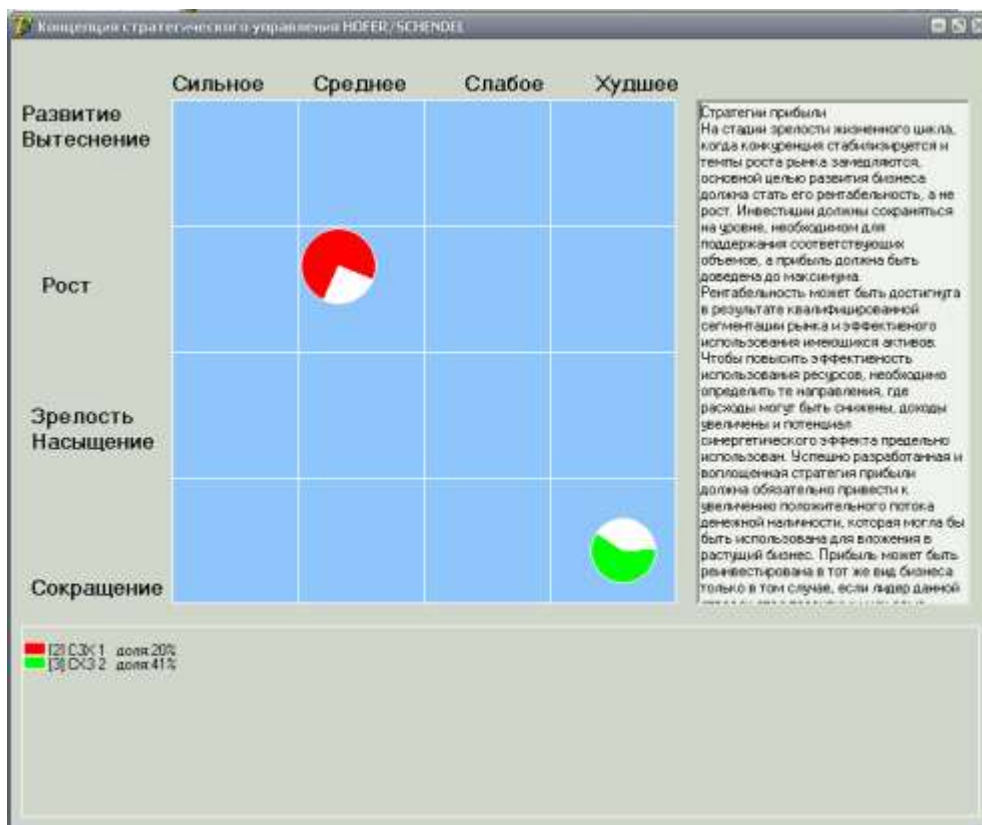 Концепция стратегического управления HOFER/SCHENDEL
Сильное Среднее Слабое Худшее
Развитие
Вытеснение
Рост
Зрелость
Насыщение
Сокращение
Стратегии прибыли
На стадии зрелости жизненного цикла,
когда конкуренция стабилизируется и
темпы роста рынка замедляются,
основной целью развития бизнеса
должна стать его рентабельность, а не
рост. Инвестиции должны сохраняться
на уровне, необходимом для
поддержания соответствующих
объемов, а прибыль должна быть
доведена до максимума.
Рентабельность может быть достигнута
в результате квалифицированной
сегментации рынка и эффективного
использования имеющихся активов.
Чтобы повысить эффективность
использования ресурсов, необходимо
определить те направления, где
расходы могут быть снижены, доходы
увеличены и потенциал
синергетического эффекта предельно
использован. Успешно разработанная и
воплощенная стратегия прибыли
должна обязательно привести к
увеличению положительного потока
денежной наличности, которая могла бы
быть использована для вложения в
растущий бизнес. Прибыль может быть
реинвестирована в тот же вид бизнеса
только в том случае, если лидер данной
[2] СЗХ 1 доля:20%
[3] СХЗ 2 доля:41%